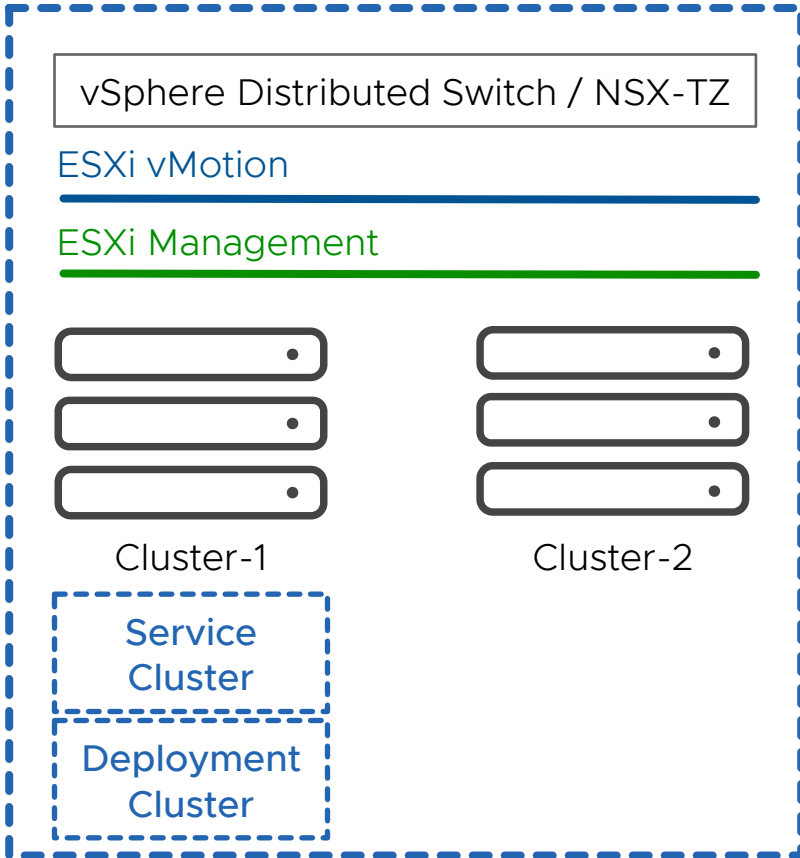 vSphere Distributed Switch / NSX-TZ
ESXi vMotion
ESXi Management
Cluster-1
Cluster-2
Service
Cluster
Deployment
Cluster